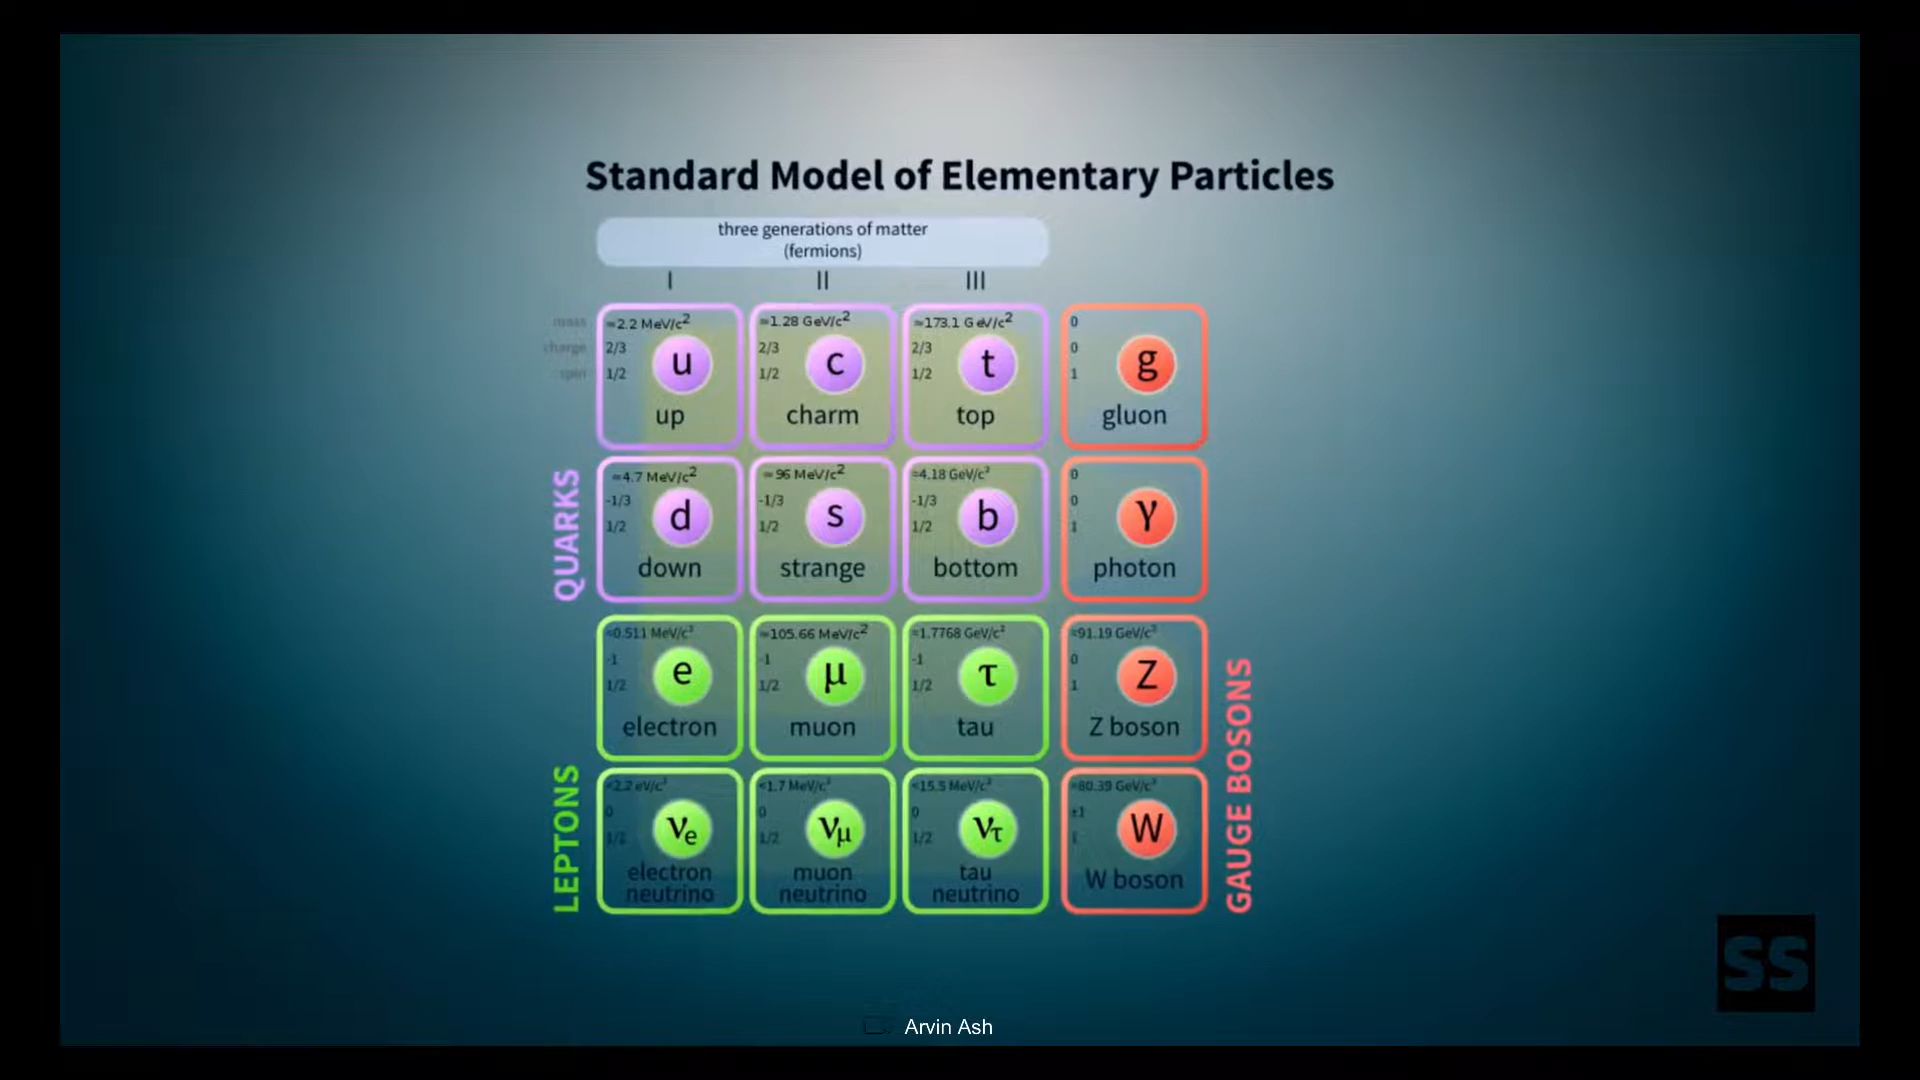 Standard Model of Elementary Particles
three generations of matter
(fermions)
I II III
mass
charge
spin
≃2.2 MeV/c²
2/3
1/2
u
up
≃1.28 GeV/c²
2/3
1/2
c
charm
≃173.1 GeV/c²
2/3
1/2
t
top
0
0
1
g
gluon
QUARKS
≃4.7 MeV/c²
-1/3
1/2
d
down
≃96 MeV/c²
-1/3
1/2
s
strange
≃4.18 GeV/c²
-1/3
1/2
b
bottom
0
0
1
γ
photon
LEPTONS
≃0.511 MeV/c²
-1
1/2
e
electron
≃105.66 MeV/c²
-1
1/2
μ
muon
≃1.7768 GeV/c²
-1
1/2
τ
tau
≃91.19 GeV/c²
0
1
Z
Z boson
GAUGE BOSONS
<2.2 eV/c²
0
1/2
νe
electron
neutrino
<1.7 MeV/c²
0
1/2
νμ
muon
neutrino
<15.5 MeV/c²
0
1/2
ντ
tau
neutrino
≃80.39 GeV/c²
±1
1
W
W boson
SS
Arvin Ash